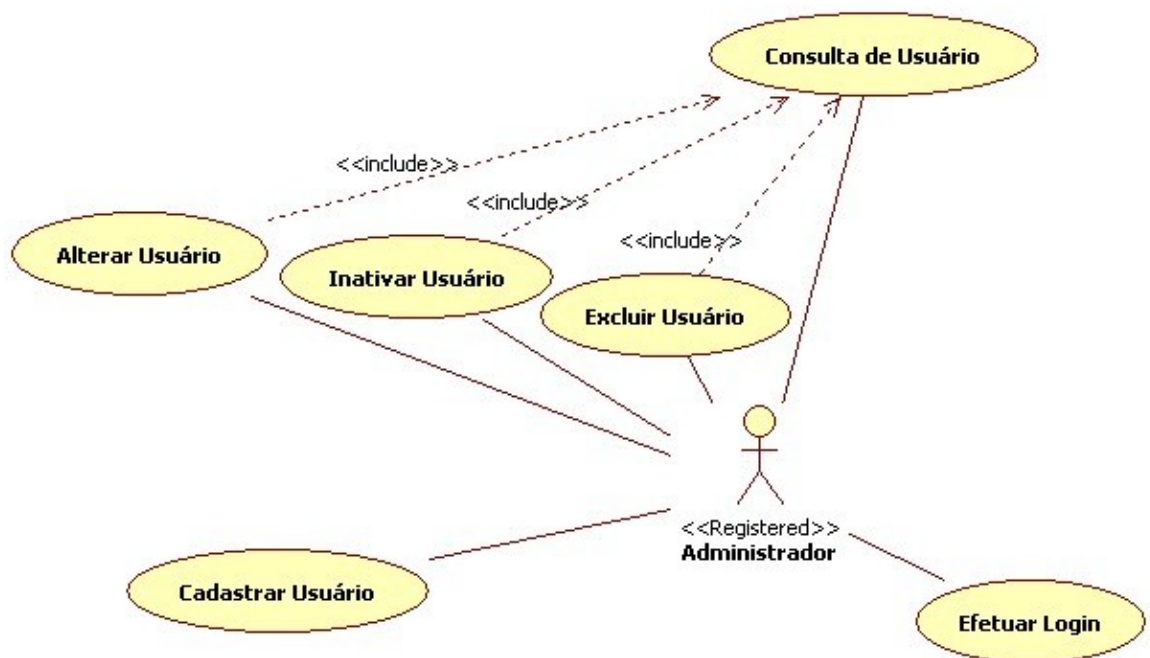 Consulta de Usuário
<<include>>
<<include>>
<<include>>
Alterar Usuário
Inativar Usuário
Excluir Usuário
<<Registered>>
Administrador
Cadastrar Usuário
Efetuar Login